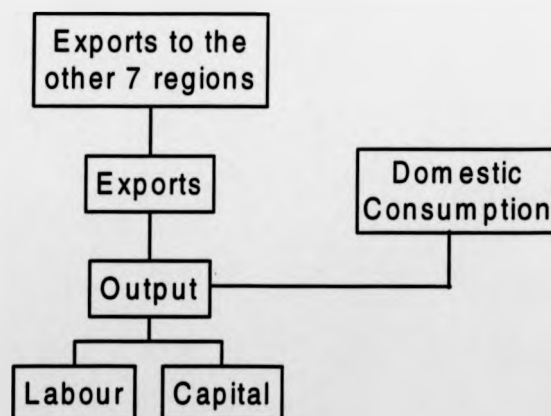 Exports to the
other 7 regions
Exports
Domestic
Consumption
Output
Labour
Capital